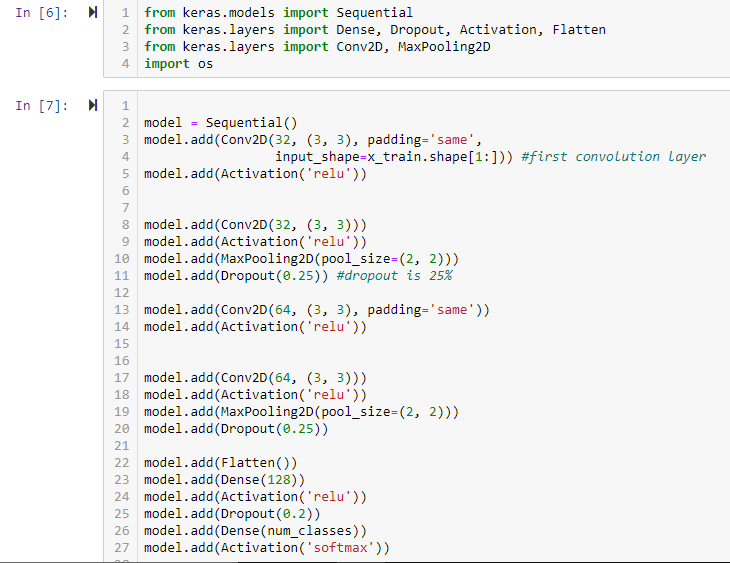 In [6]:
1 from keras.models import Sequential
2 from keras.layers import Dense, Dropout, Activation, Flatten
3 from keras.layers import Conv2D, MaxPooling2D
4 import os
In [7]:
1
2 model = Sequential()
3 model.add(Conv2D(32, (3, 3), padding='same',
4                  input_shape=x_train.shape[1:])) #first convolution layer
5 model.add(Activation('relu'))
6
7
8 model.add(Conv2D(32, (3, 3)))
9 model.add(Activation('relu'))
10 model.add(MaxPooling2D(pool_size=(2, 2)))
11 model.add(Dropout(0.25)) #dropout is 25%
12
13 model.add(Conv2D(64, (3, 3), padding='same'))
14 model.add(Activation('relu'))
15
16
17 model.add(Conv2D(64, (3, 3)))
18 model.add(Activation('relu'))
19 model.add(MaxPooling2D(pool_size=(2, 2)))
20 model.add(Dropout(0.25))
21
22 model.add(Flatten())
23 model.add(Dense(128))
24 model.add(Activation('relu'))
25 model.add(Dropout(0.2))
26 model.add(Dense(num_classes))
27 model.add(Activation('softmax'))